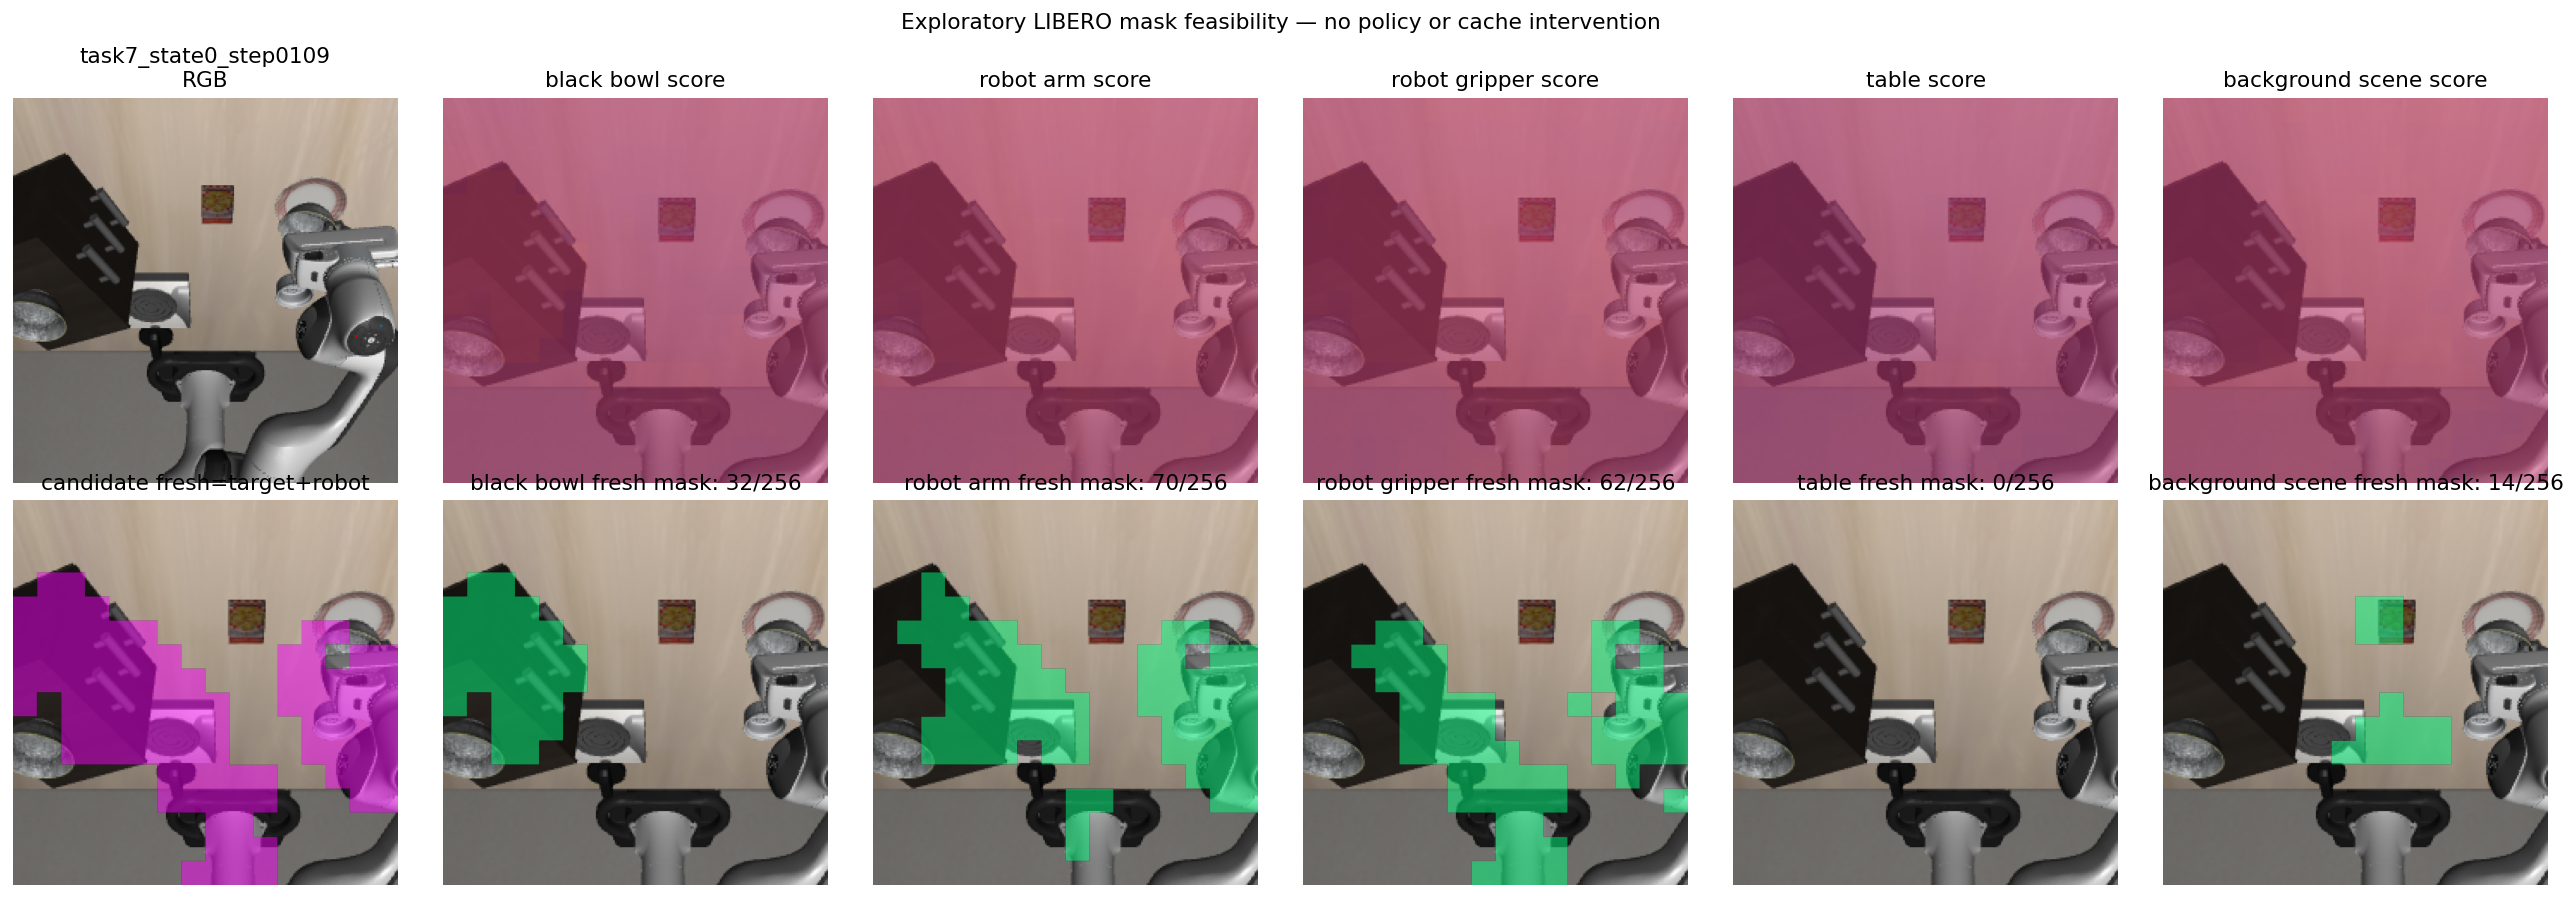 Exploratory LIBERO mask feasibility — no policy or cache intervention
task7_state0_step0109
RGB
black bowl score
robot arm score
robot gripper score
table score
background scene score
candidate fresh=target+robot
black bowl fresh mask: 32/256
robot arm fresh mask: 70/256
robot gripper fresh mask: 62/256
table fresh mask: 0/256
background scene fresh mask: 14/256